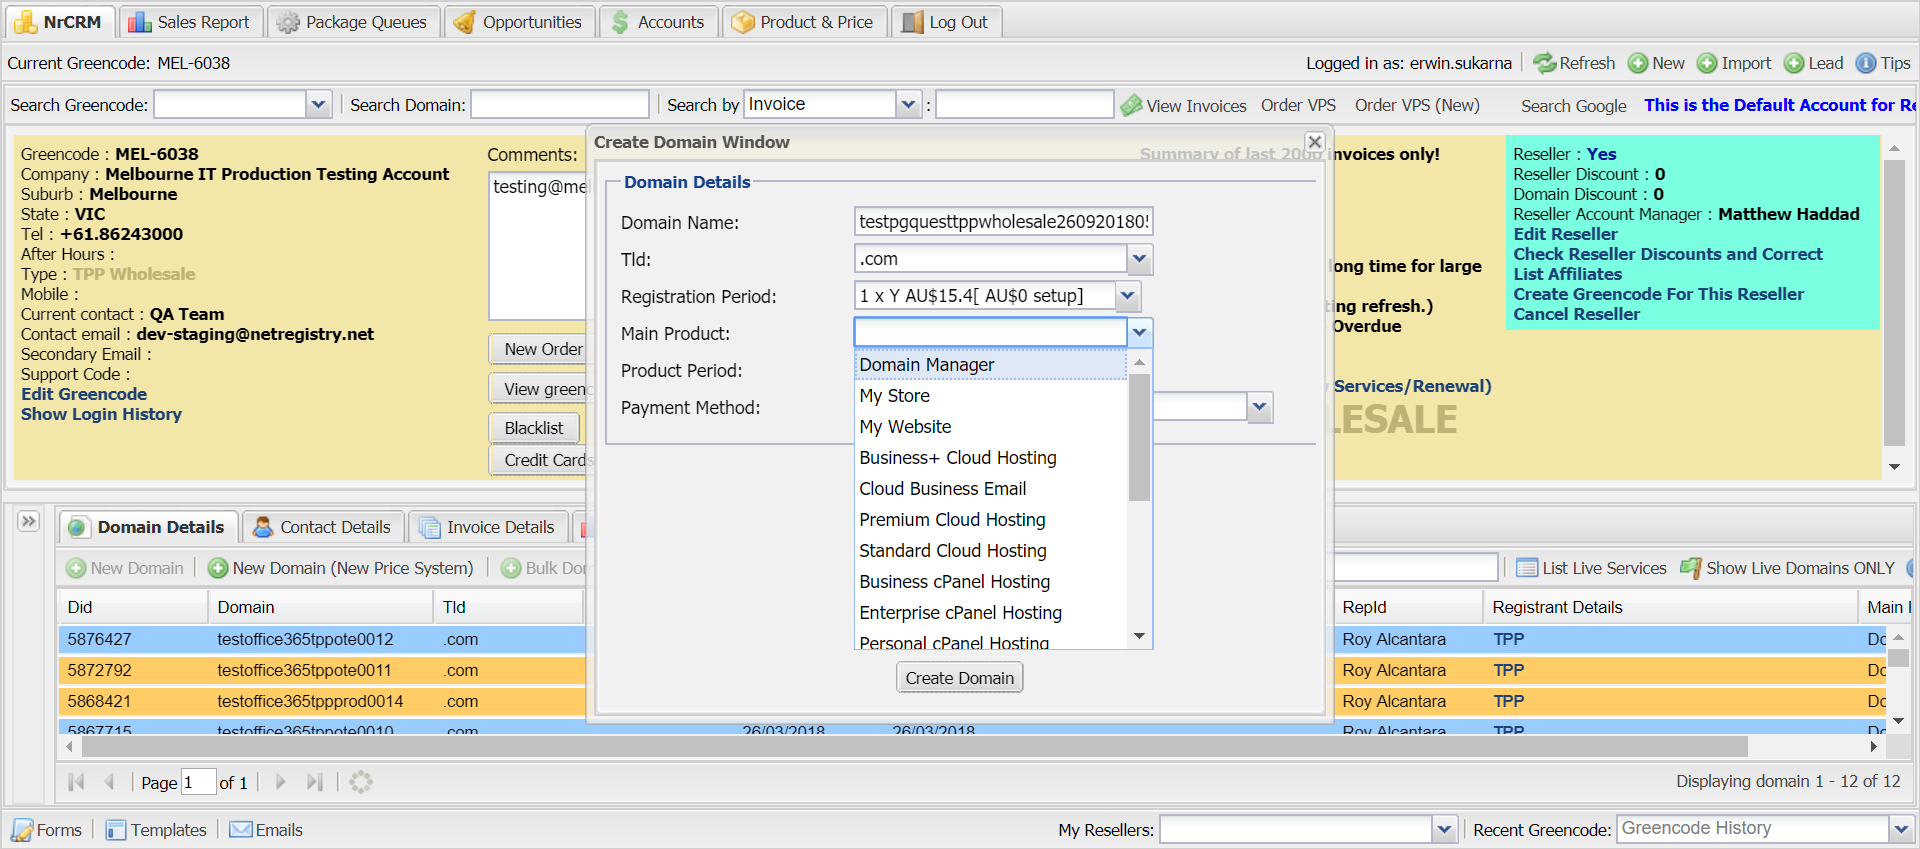 NrCRM Sales Report Package Queues Opportunities Accounts Product & Price Log Out
Current Greencode: MEL-6038
Logged in as: erwin.sukarna Refresh New Import Lead Tips
Search Greencode: Search Domain: Search by Invoice : View Invoices Order VPS Order VPS (New) Search Google This is the Default Account for Re
Greencode : MEL-6038
Company : Melbourne IT Production Testing Account
Suburb : Melbourne
State : VIC
Tel : +61.86243000
After Hours :
Type : TPP Wholesale
Mobile :
Current contact : QA Team
Contact email : dev-staging@netregistry.net
Secondary Email :
Support Code :
Edit Greencode
Show Login History
Comments:
testing@mel
New Order
View greenc
Blacklist
Credit Cards
Create Domain Window
Summary of last 2000 invoices only!
Domain Details
Domain Name: testpgquesttppwholesale2609201805
Tld: .com
Registration Period: 1 x Y AU$15.4[ AU$0 setup]
Main Product:
Product Period:
Payment Method:
Domain Manager
My Store
My Website
Business+ Cloud Hosting
Cloud Business Email
Premium Cloud Hosting
Standard Cloud Hosting
Business cPanel Hosting
Enterprise cPanel Hosting
Personal cPanel Hosting
Create Domain
long time for large
ting refresh.)
Overdue
Services/Renewal)
LESALE
Reseller : Yes
Reseller Discount : 0
Domain Discount : 0
Reseller Account Manager : Matthew Haddad
Edit Reseller
Check Reseller Discounts and Correct
List Affiliates
Create Greencode For This Reseller
Cancel Reseller
Domain Details Contact Details Invoice Details
New Domain New Domain (New Price System) Bulk Dom
List Live Services Show Live Domains ONLY
Did Domain Tld RepId Registrant Details Main
5876427 testoffice365tppote0012 .com Roy Alcantara TPP Do
5872792 testoffice365tppote0011 .com Roy Alcantara TPP Do
5868421 testoffice365tppprod0014 .com Roy Alcantara TPP Do
5867715 testoffice365tppote0010 .com 26/03/2018 26/03/2018 Roy Alcantara TPP Do
Page 1 of 1
Displaying domain 1 - 12 of 12
Forms Templates Emails
My Resellers: Recent Greencode: Greencode History